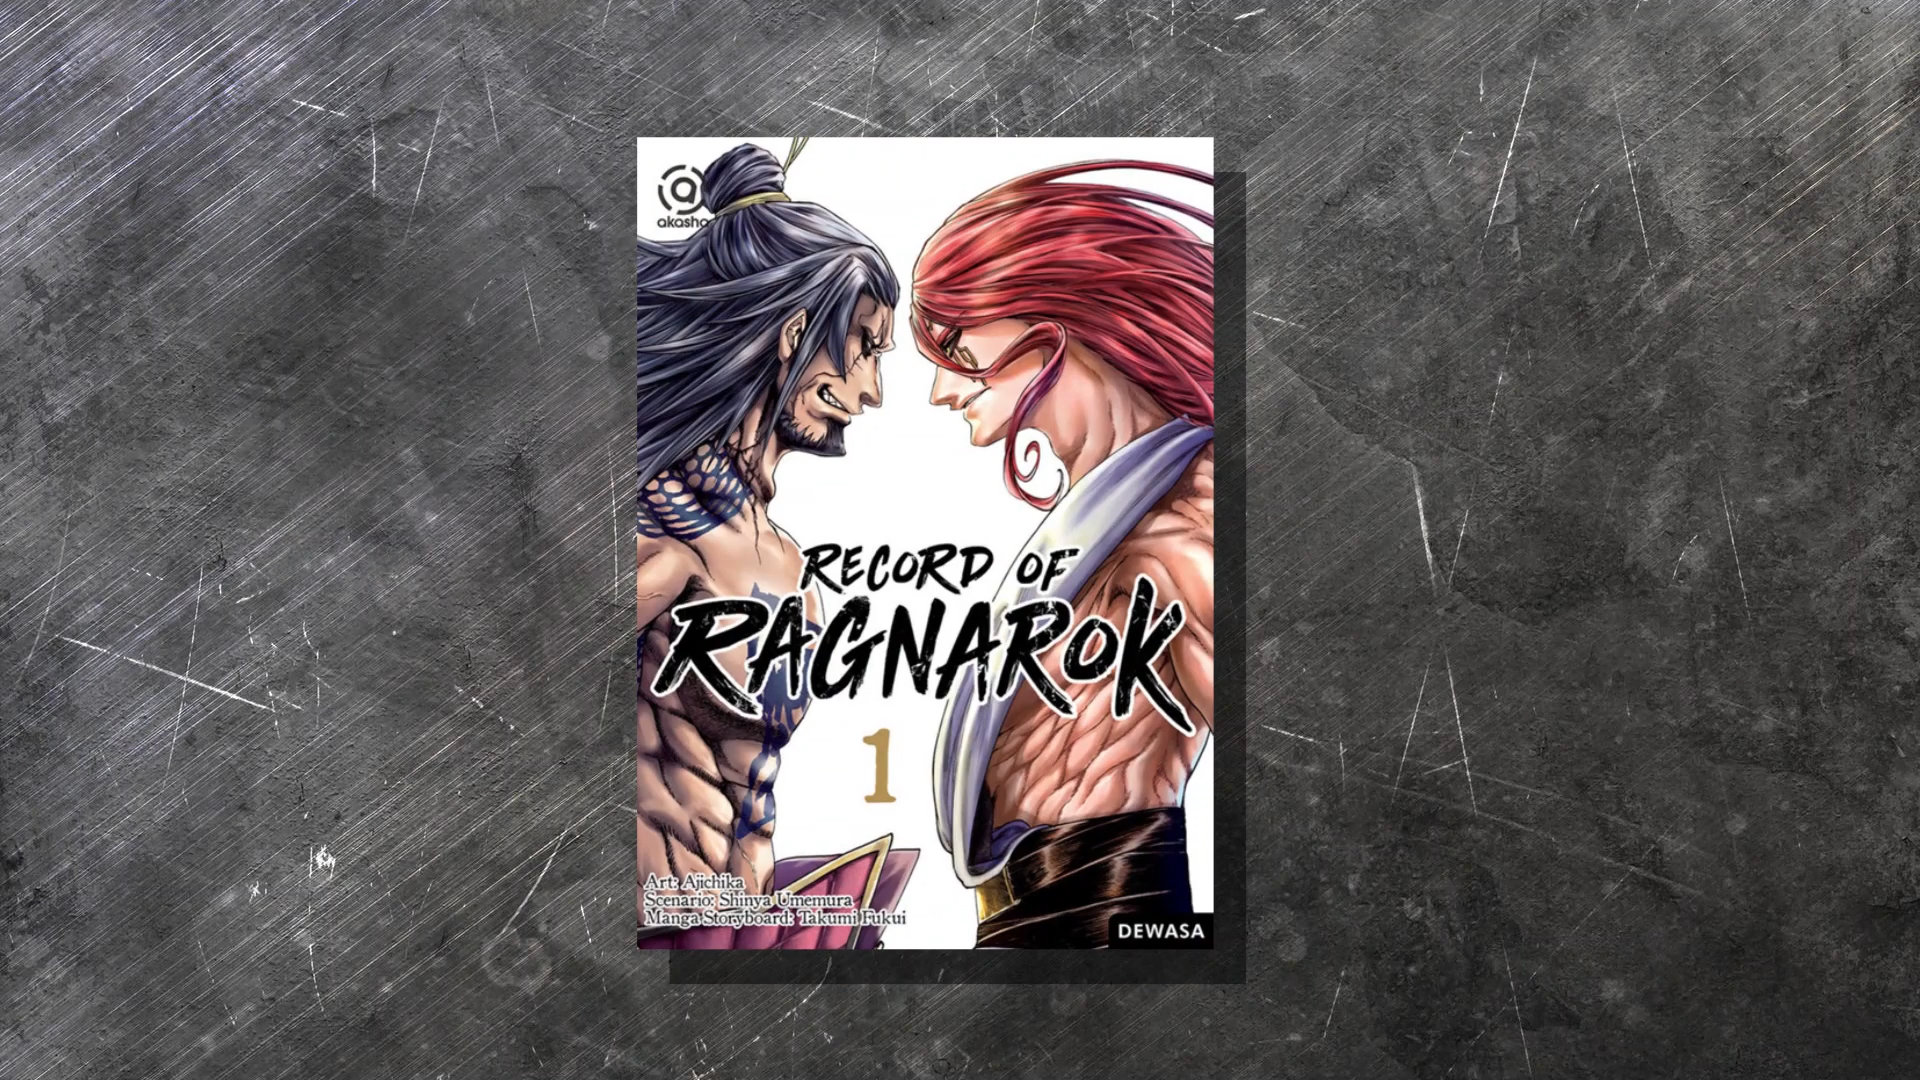 akasha
RECORD OF
RAGNAROK
1
Art: Ajichika
Scenario: Shinya Umemura
Manga Storyboard: Takumi Fukui
DEWASA